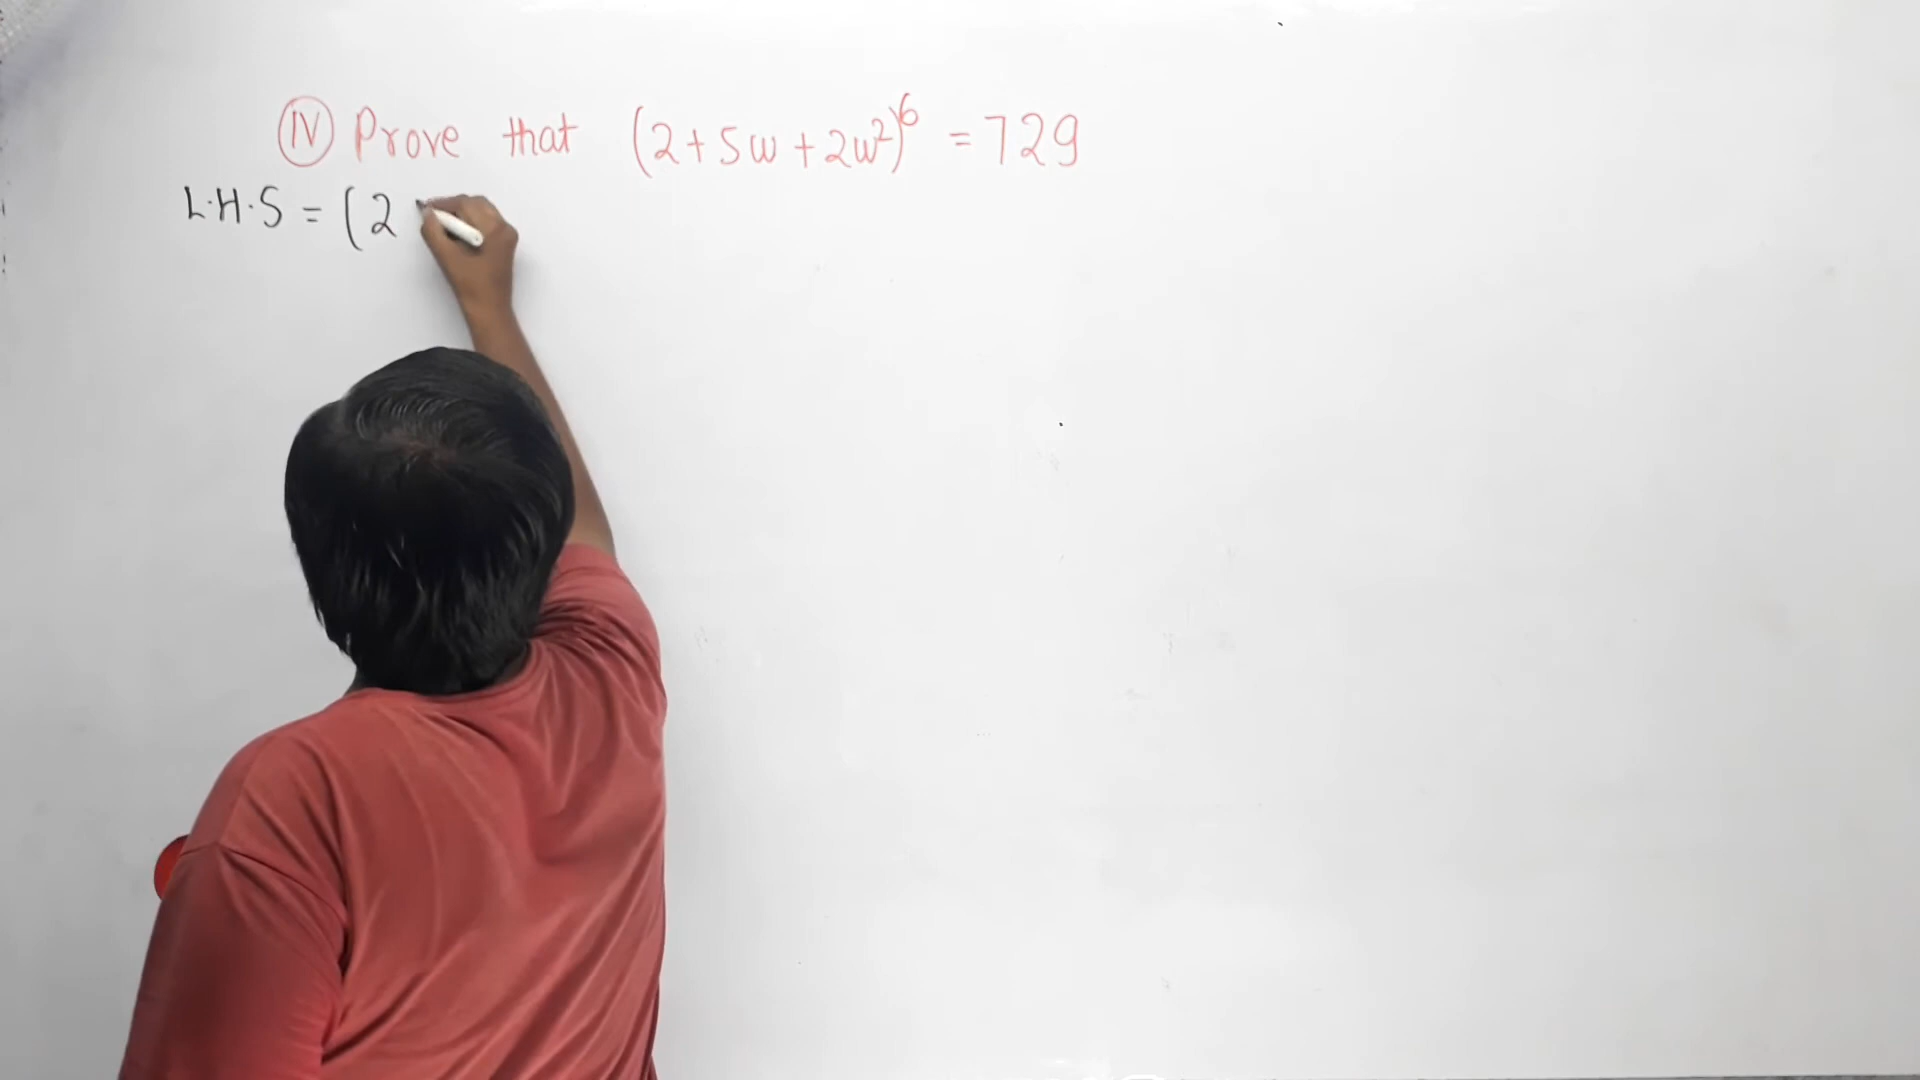 (IV) Prove that (2+5w+2w²)⁶ = 729
L.H.S = (2